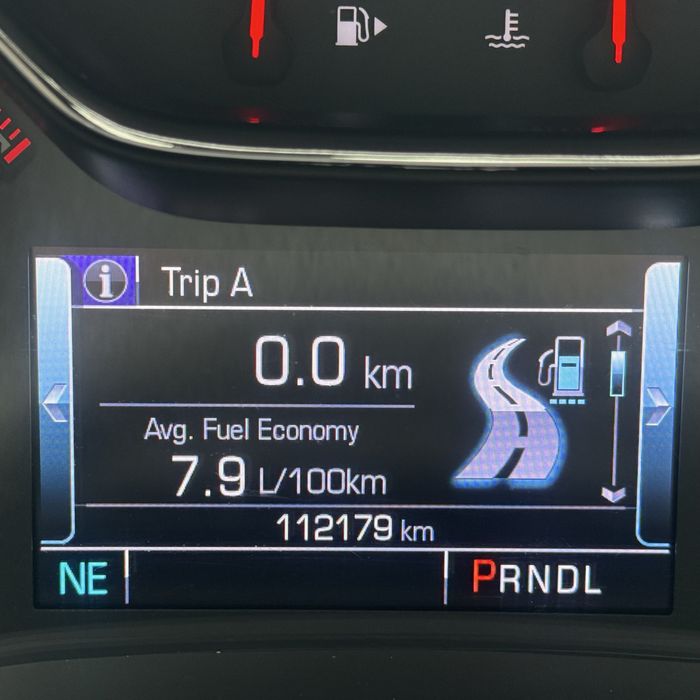 Trip A
0.0 km
Avg. Fuel Economy
7.9 L/100km
112179 km
NE PRNDL